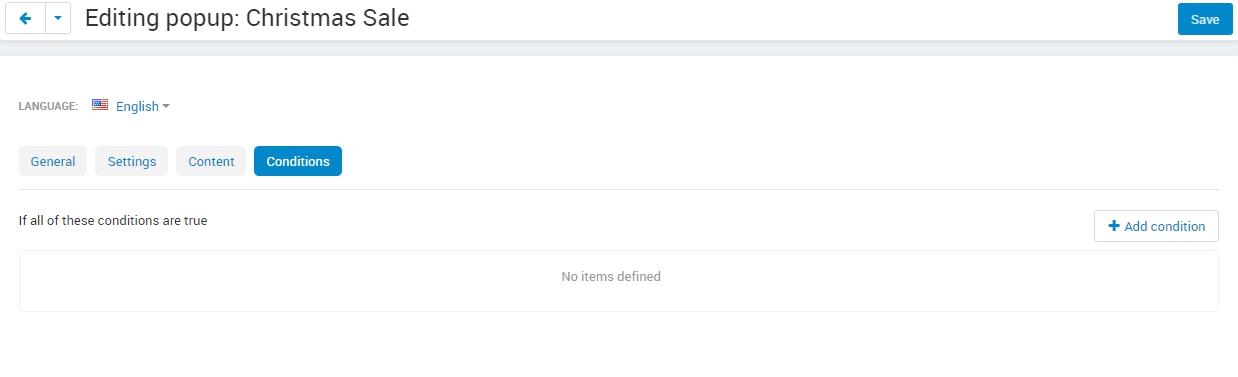 Editing popup: Christmas Sale
Save
LANGUAGE: English
General Settings Content Conditions
If all of these conditions are true
Add condition
No items defined